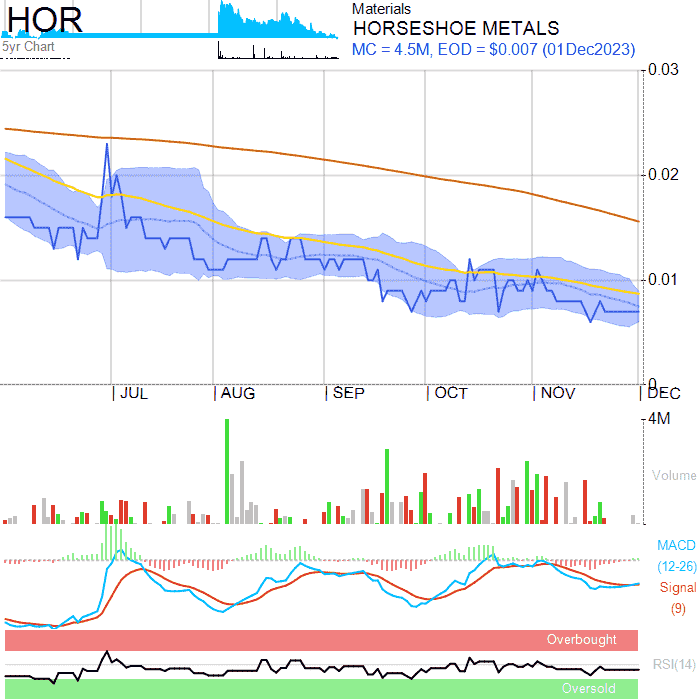 HOR
5yr Chart
Materials
HORSESHOE METALS
MC = 4.5M, EOD = $0.007 (01Dec2023)
0.03
0.02
0.01
0
JUL AUG SEP OCT NOV DEC
4M
Volume
MACD
(12-26)
Signal
(9)
Overbought
RSI(14)
Oversold